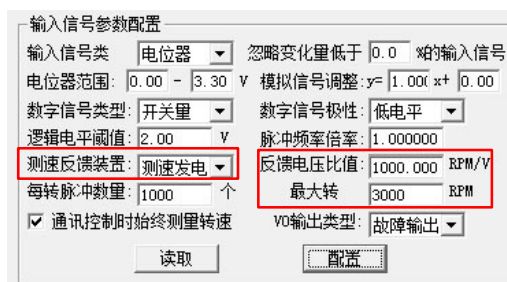 输入信号参数配置
输入信号类 电位器 忽略变化量低于 0.0 %的输入信号
电位器范围: 0.00 - 3.30 V 模拟信号调整: y= 1.00( x+ 0.00
数字信号类型: 开关量 数字信号极性: 低电平
逻辑电平阈值: 2.00 V 脉冲频率倍率: 1.000000
测速反馈装置: 测速发电 反馈电压比值: 1000.000 RPM/V
每转脉冲数量: 1000 个 最大转 3000 RPM
通讯控制时始终测量转速 VO输出类型: 故障输出
读取 配置